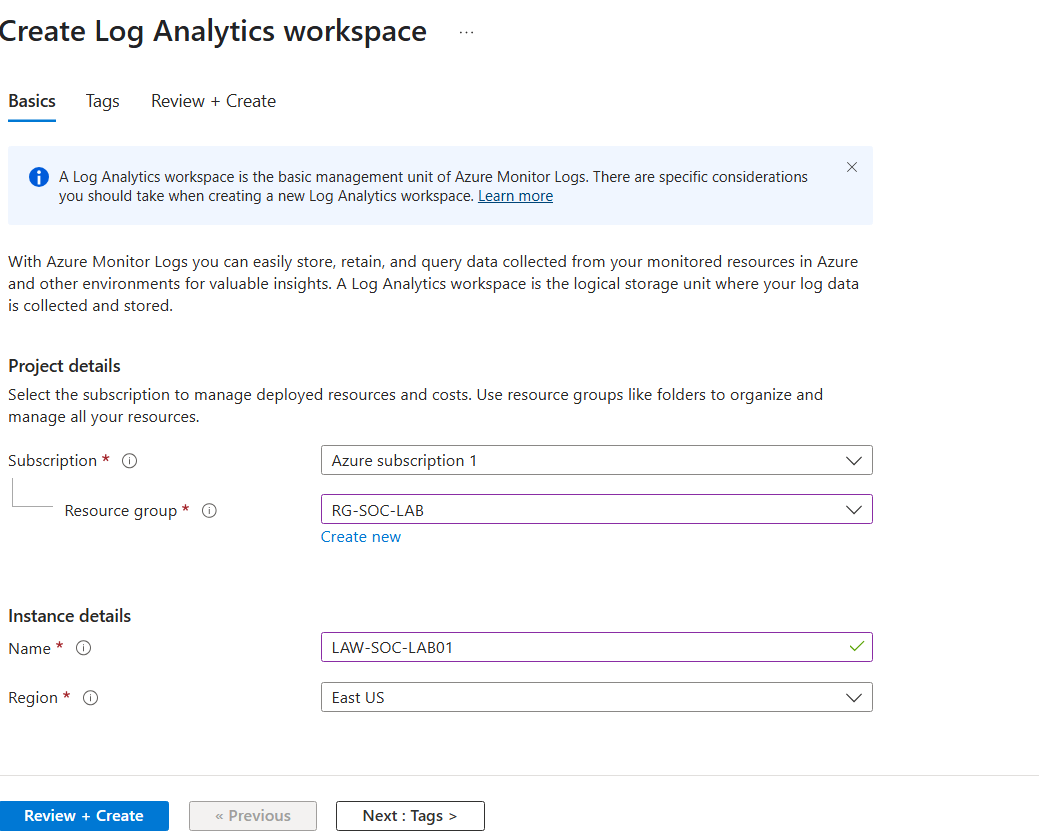 Create Log Analytics workspace ...
Basics Tags Review + Create
A Log Analytics workspace is the basic management unit of Azure Monitor Logs. There are specific considerations
you should take when creating a new Log Analytics workspace. Learn more
With Azure Monitor Logs you can easily store, retain, and query data collected from your monitored resources in Azure
and other environments for valuable insights. A Log Analytics workspace is the logical storage unit where your log data
is collected and stored.
Project details
Select the subscription to manage deployed resources and costs. Use resource groups like folders to organize and
manage all your resources.
Subscription * Azure subscription 1
Resource group * RG-SOC-LAB
Create new
Instance details
Name * LAW-SOC-LAB01
Region * East US
Review + Create « Previous Next : Tags >